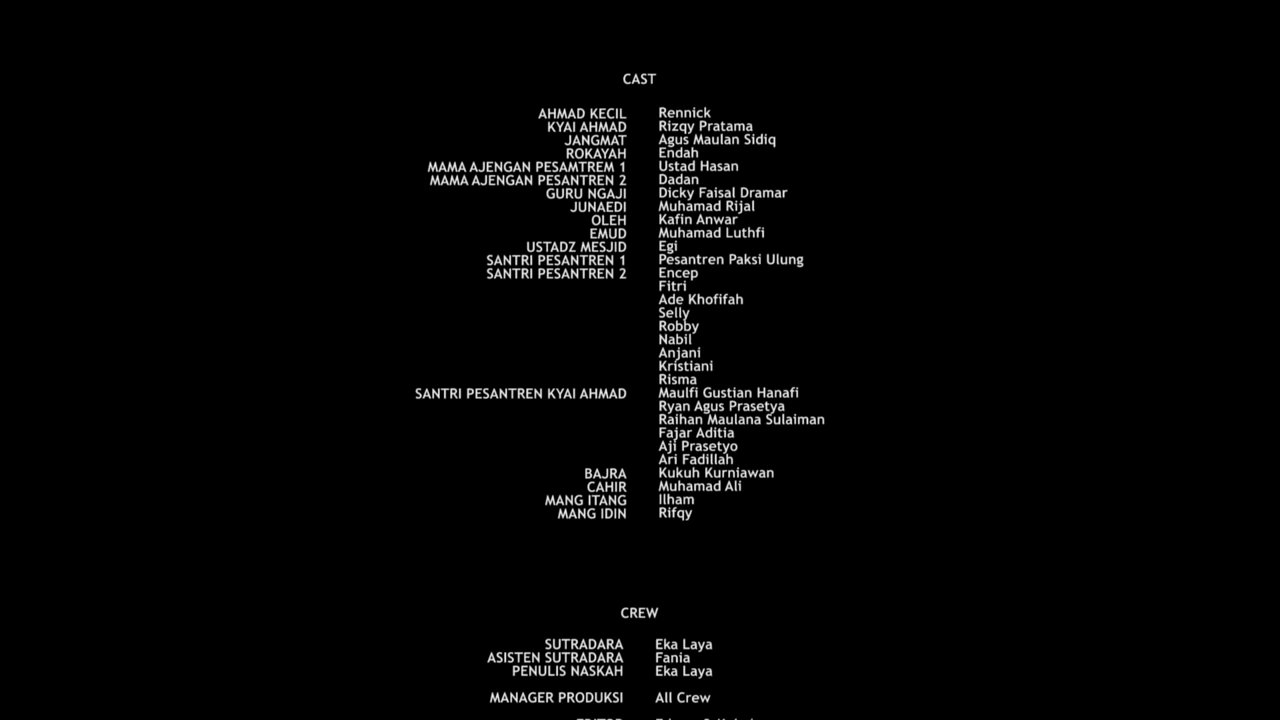 CAST
AHMAD KECIL Rennick
KYAI AHMAD Rizqy Pratama
JANGMAT Agus Maulan Sidiq
ROKAYAH Endah
MAMA AJENGAN PESAMTREM 1 Ustad Hasan
MAMA AJENGAN PESANTREN 2 Dadan
GURU NGAJI Dicky Faisal Dramar
JUNAEDI Muhamad Rijal
OLEH Kafin Anwar
EMUD Muhamad Luthfi
USTADZ MESJID Egi
SANTRI PESANTREN 1 Pesantren Paksi Ulung
SANTRI PESANTREN 2 Encep
Fitri
Ade Khofifah
Selly
Robby
Nabil
Anjani
Kristiani
Risma
SANTRI PESANTREN KYAI AHMAD Maulfi Gustian Hanafi
Ryan Agus Prasetya
Raihan Maulana Sulaiman
Fajar Aditia
Aji Prasetyo
Ari Fadillah
BAJRA Kukuh Kurniawan
CAHIR Muhamad Ali
MANG ITANG Ilham
MANG IDIN Rifqy
CREW
SUTRADARA Eka Laya
ASISTEN SUTRADARA Fania
PENULIS NASKAH Eka Laya
MANAGER PRODUKSI All Crew